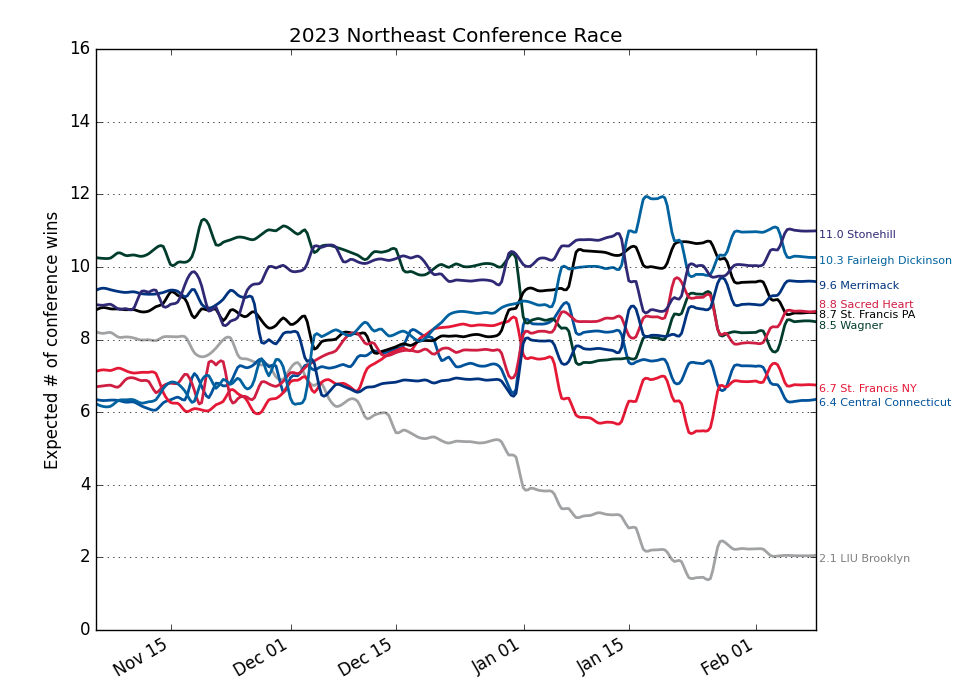 2023 Northeast Conference Race
Expected # of conference wins
16
14
12
10
8
6
4
2
0
11.0 Stonehill
10.3 Fairleigh Dickinson
9.6 Merrimack
8.8 Sacred Heart
8.7 St. Francis PA
8.5 Wagner
6.7 St. Francis NY
6.4 Central Connecticut
2.1 LIU Brooklyn
Nov 15
Dec 01
Dec 15
Jan 01
Jan 15
Feb 01